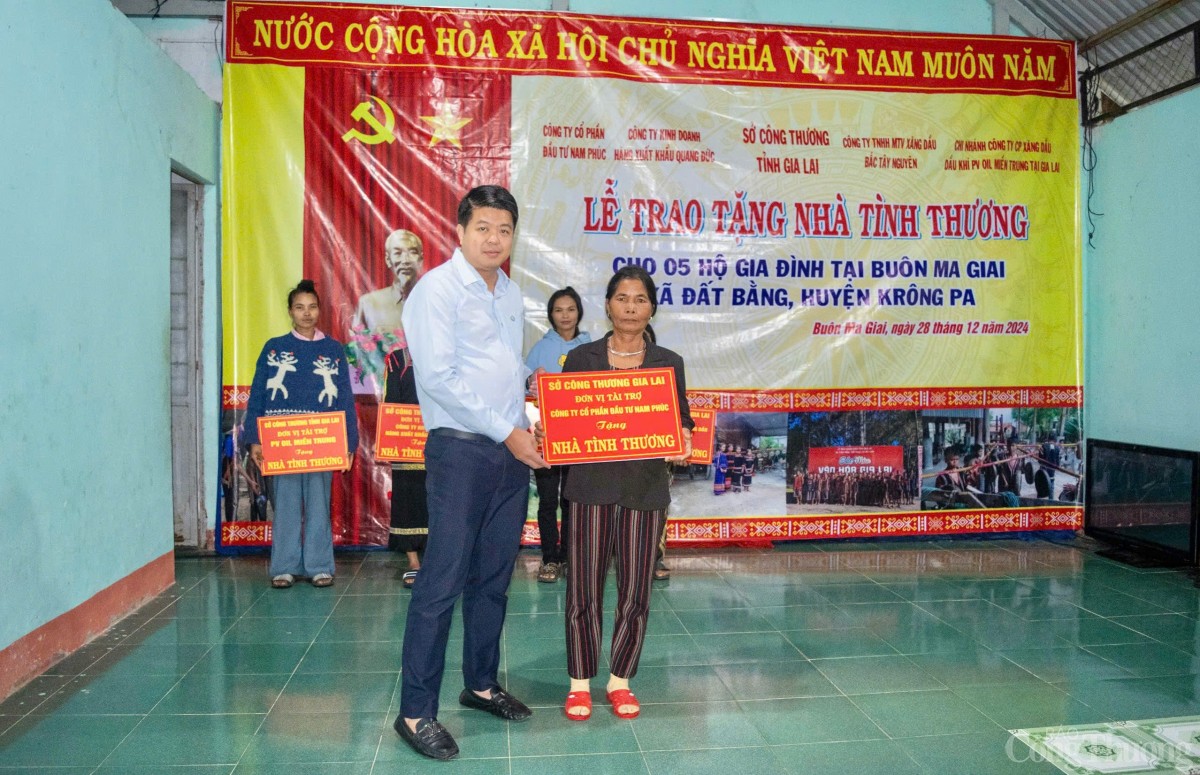 NƯỚC CỘNG HÒA XÃ HỘI CHỦ NGHĨA VIỆT NAM MUÔN NĂM
CÔNG TY CỔ PHẦN
ĐẦU TƯ NAM PHÚC
CÔNG TY KINH DOANH
HÀNG XUẤT KHẨU QUANG ĐỨC
SỞ CÔNG THƯƠNG
TỈNH GIA LAI
CÔNG TY TNHH MTV XĂNG DẦU
BẮC TÂY NGUYÊN
CHI NHÁNH CÔNG TY CP XĂNG DẦU
DẦU KHÍ PV OIL MIỀN TRUNG TẠI GIA LAI
LỄ TRAO TẶNG NHÀ TÌNH THƯƠNG
CHO 05 HỘ GIA ĐÌNH TẠI BUÔN MA GIAI
XÃ ĐẤT BẰNG, HUYỆN KRÔNG PA
Buôn Ma Giai, ngày 28 tháng 12 năm 2024
SỞ CÔNG THƯƠNG GIA LAI
ĐƠN VỊ TÀI TRỢ
CÔNG TY CỔ PHẦN ĐẦU TƯ NAM PHÚC
Tặng
NHÀ TÌNH THƯƠNG
SỞ CÔNG THƯƠNG TỈNH GIA LAI
ĐƠN VỊ TÀI TRỢ
PV OIL MIỀN TRUNG
Tặng
NHÀ TÌNH THƯƠNG
VĂN HÓA GIA LAI
Công Thương